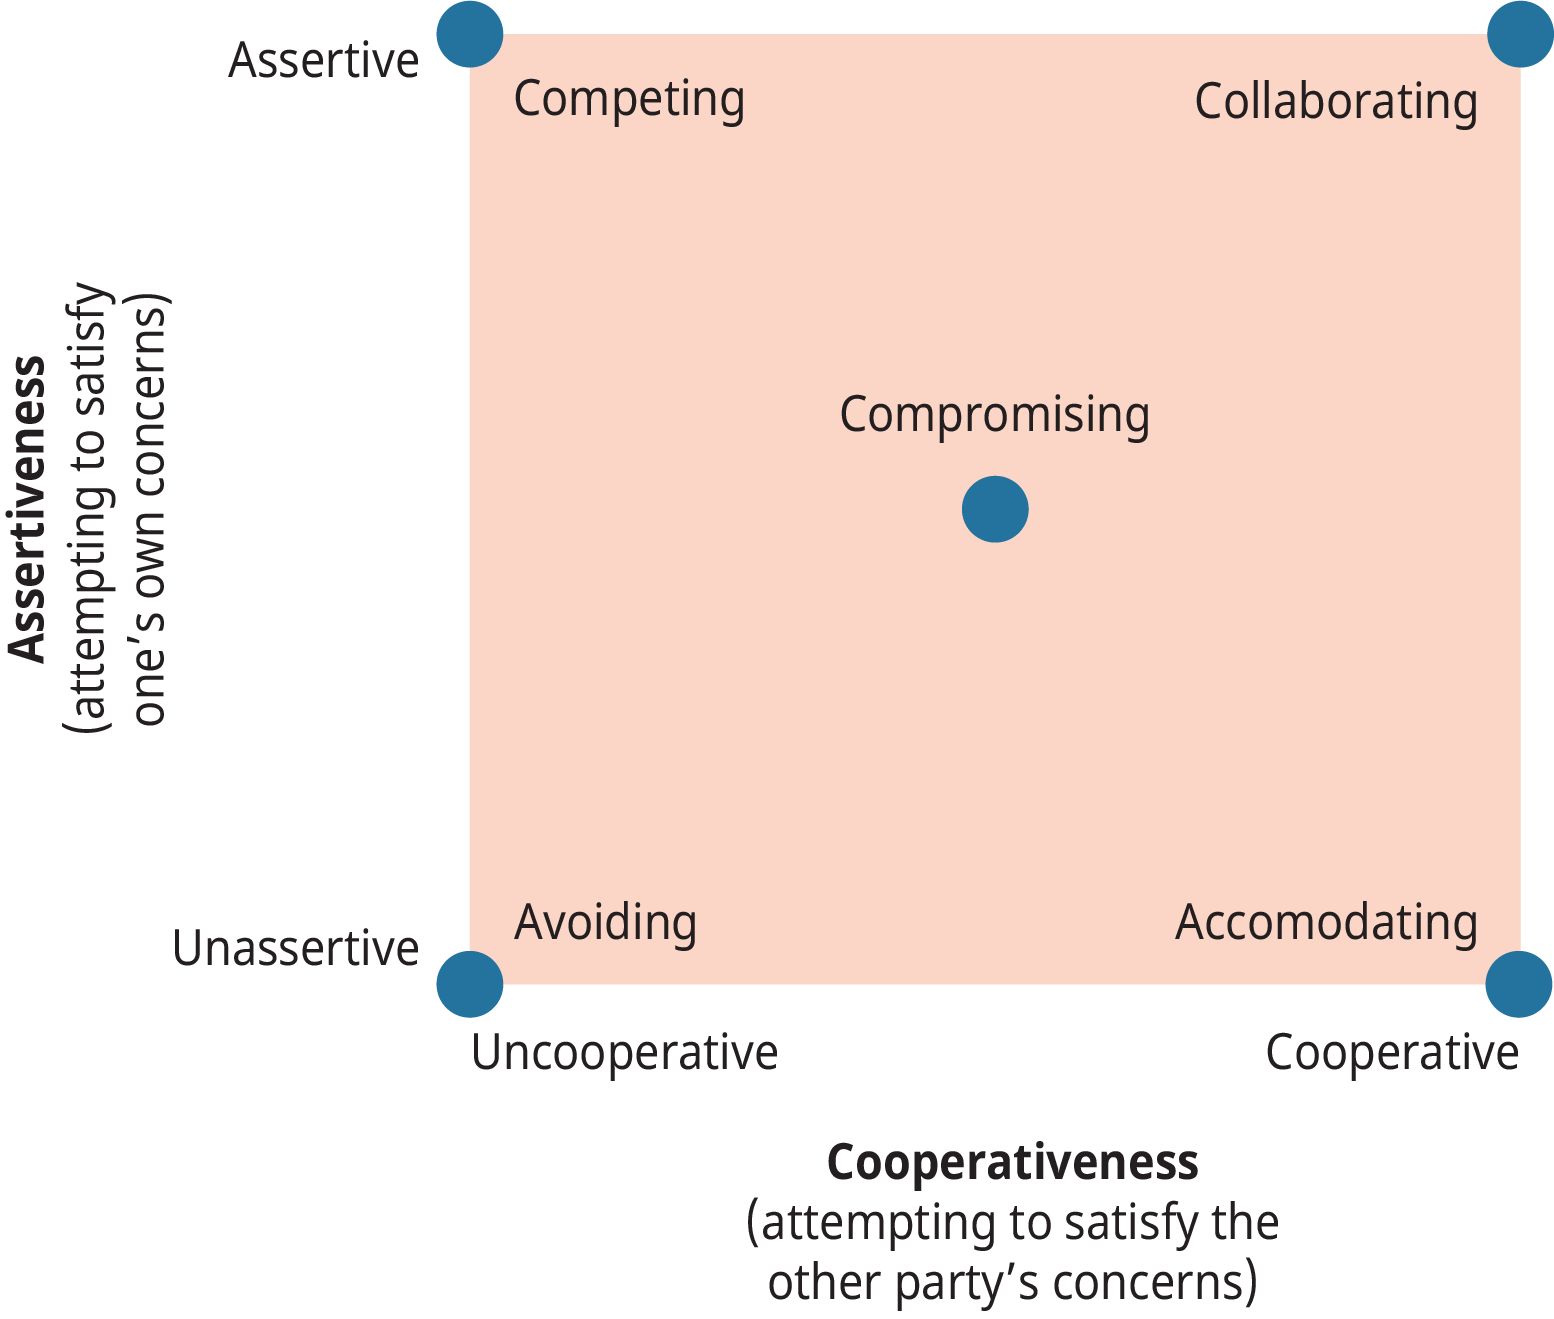 Assertive
Competing
Collaborating
Assertiveness
(attempting to satisfy
one’s own concerns)
Compromising
Avoiding
Accomodating
Unassertive
Uncooperative
Cooperative
Cooperativeness
(attempting to satisfy the
other party’s concerns)